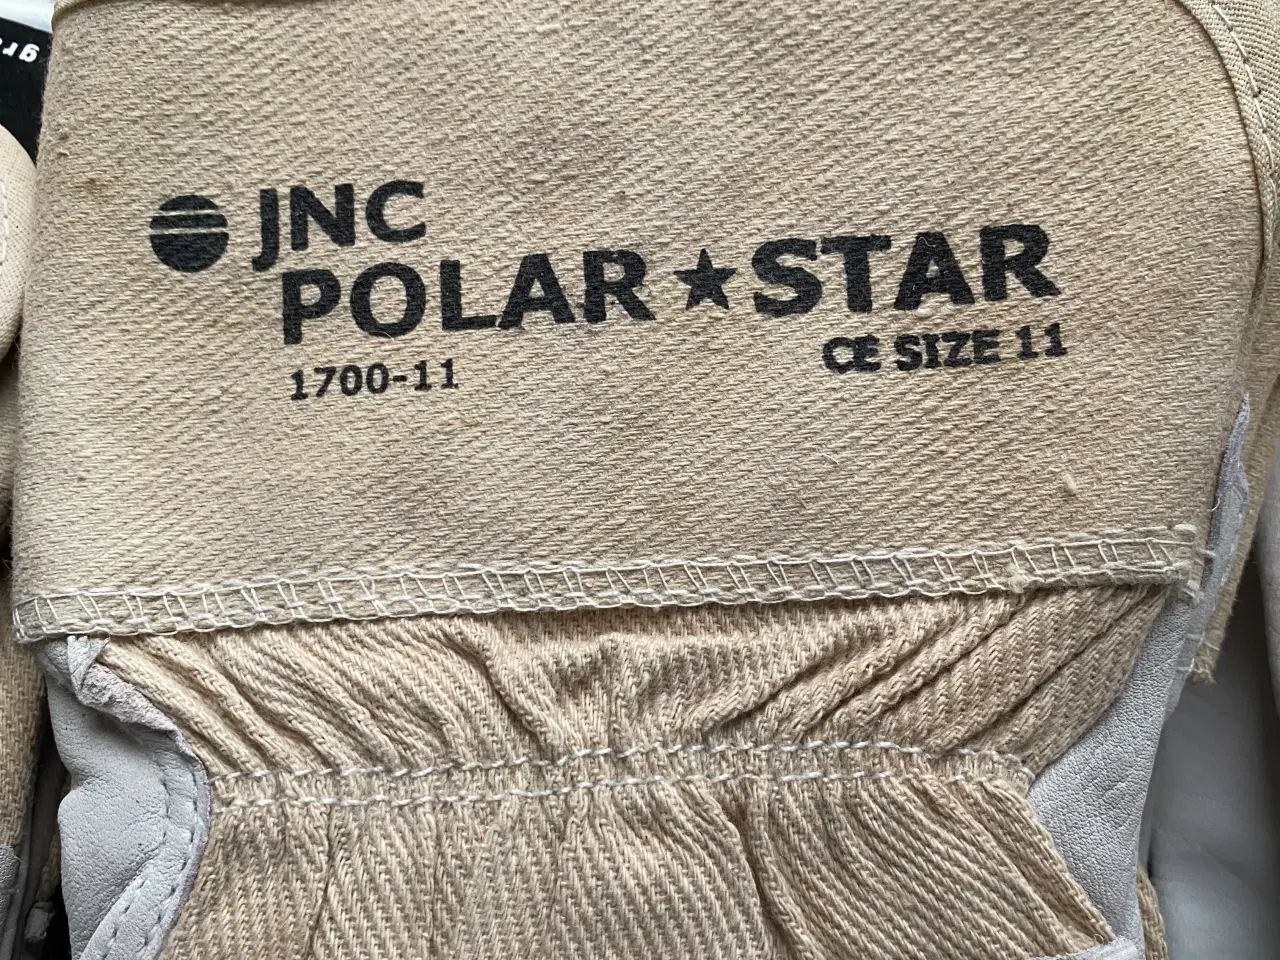 JNC
POLAR★STAR
1700-11
CE SIZE 11